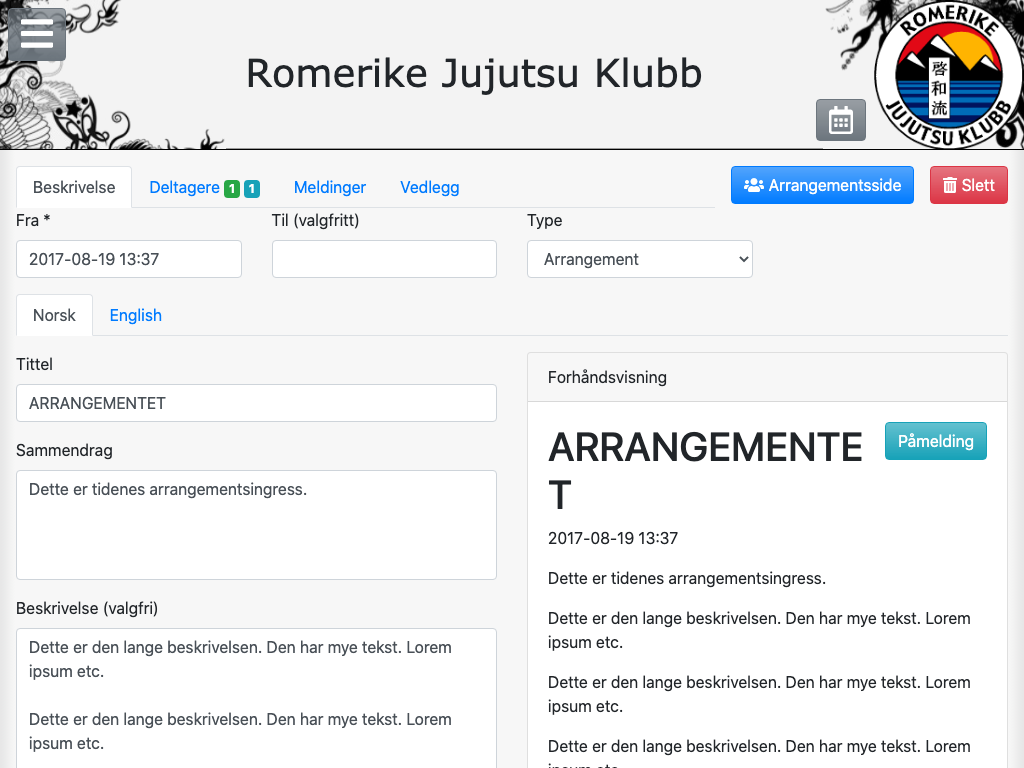 Romerike Jujutsu Klubb
ROMERIKE
啓和流
JUJUTSU KLUBB
Beskrivelse
Deltagere 1 1
Meldinger
Vedlegg
Arrangementsside
Slett
Fra *
Til (valgfritt)
Type
2017-08-19 13:37
Arrangement
Norsk
English
Tittel
ARRANGEMENTET
Sammendrag
Dette er tidenes arrangementsingress.
Beskrivelse (valgfri)
Dette er den lange beskrivelsen. Den har mye tekst. Lorem
ipsum etc.
Dette er den lange beskrivelsen. Den har mye tekst. Lorem
ipsum etc.
Forhåndsvisning
ARRANGEMENTE
T
Påmelding
2017-08-19 13:37
Dette er tidenes arrangementsingress.
Dette er den lange beskrivelsen. Den har mye tekst. Lorem
ipsum etc.
Dette er den lange beskrivelsen. Den har mye tekst. Lorem
ipsum etc.
Dette er den lange beskrivelsen. Den har mye tekst. Lorem